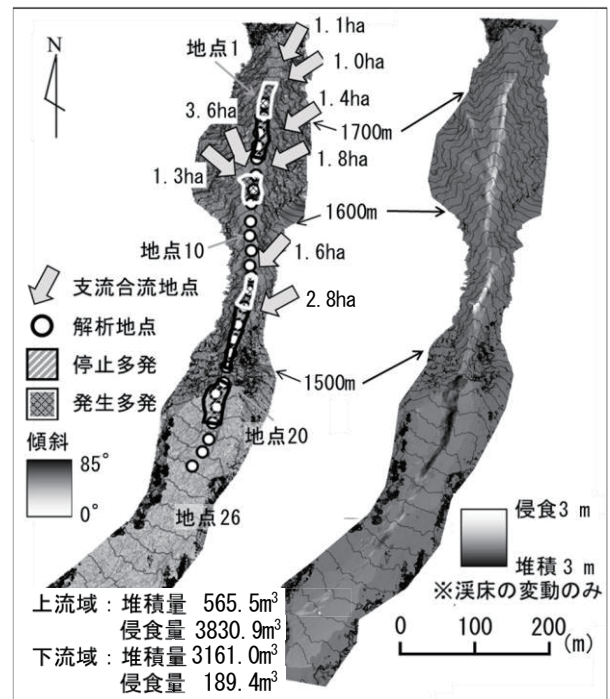 1.1ha
地点1
N
1.0ha
3.6ha
1.4ha
1700m
1.8ha
1.3ha
1600m
地点10
1.6ha
支流合流地点
2.8ha
解析地点
停止多発
1500m
発生多発
傾斜
地点20
85°
0°
地点26
侵食3 m
堆積3 m
※渓床の変動のみ
上流域：堆積量 565.5m³
侵食量 3830.9m³
下流域：堆積量 3161.0m³
侵食量 189.4m³
0 100 200 (m)